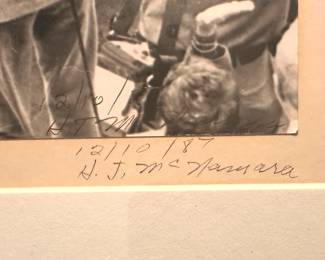 12/10/
H. J. M
12/10/87
H. J. McNamara